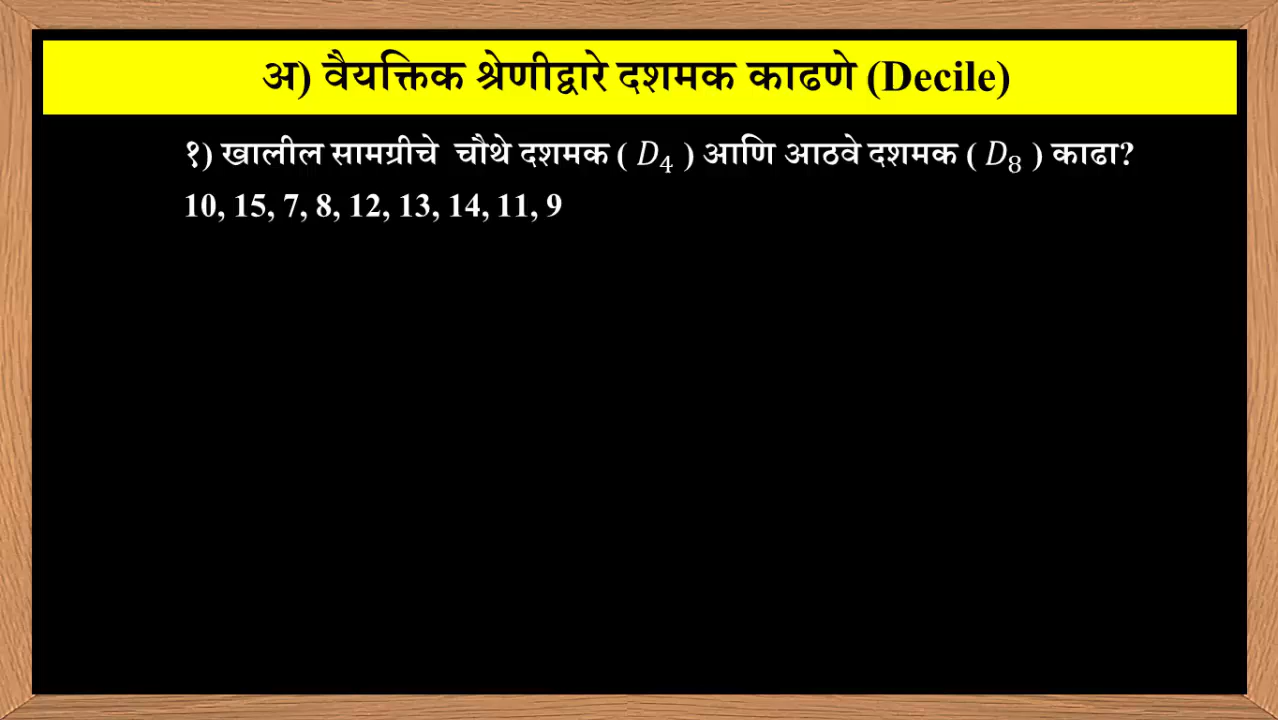 अ) वैयक्तिक श्रेणीद्वारे दशमक काढणे (Decile)
१) खालील सामग्रीचे चौथे दशमक ( D₄ ) आणि आठवे दशमक ( D₈ ) काढा?
10, 15, 7, 8, 12, 13, 14, 11, 9